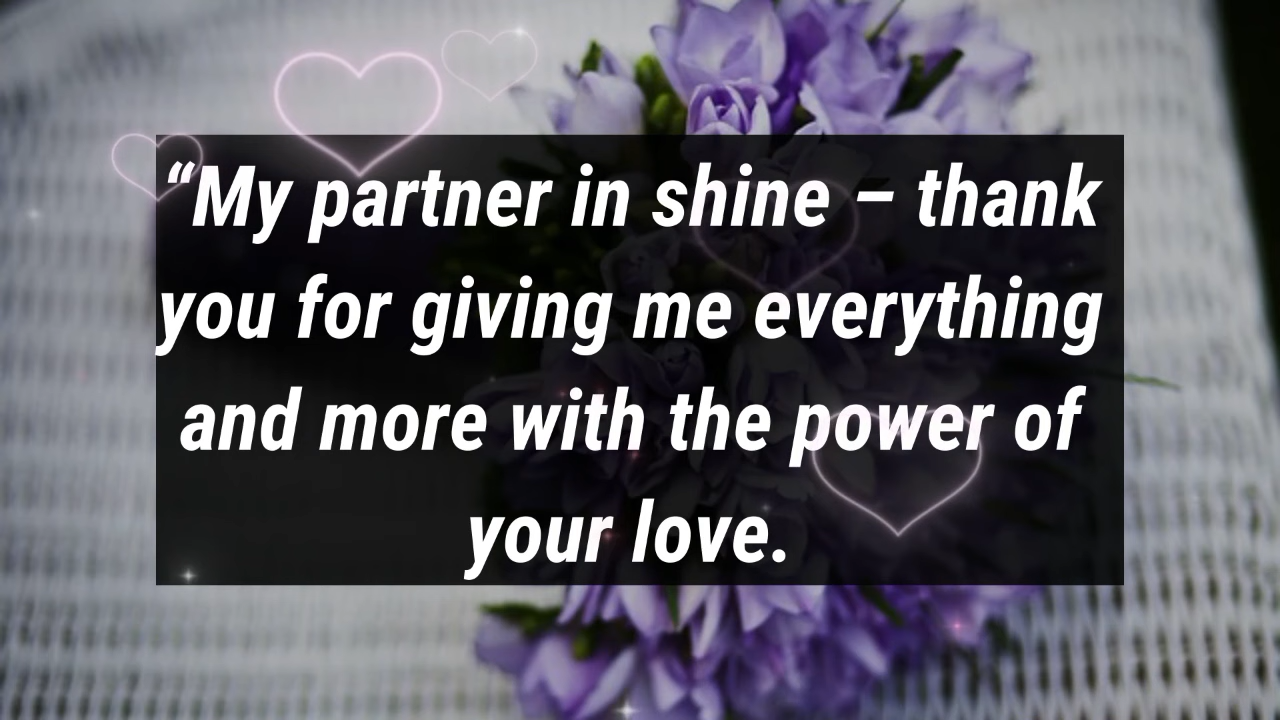 “My partner in shine – thank
you for giving me everything
and more with the power of
your love.